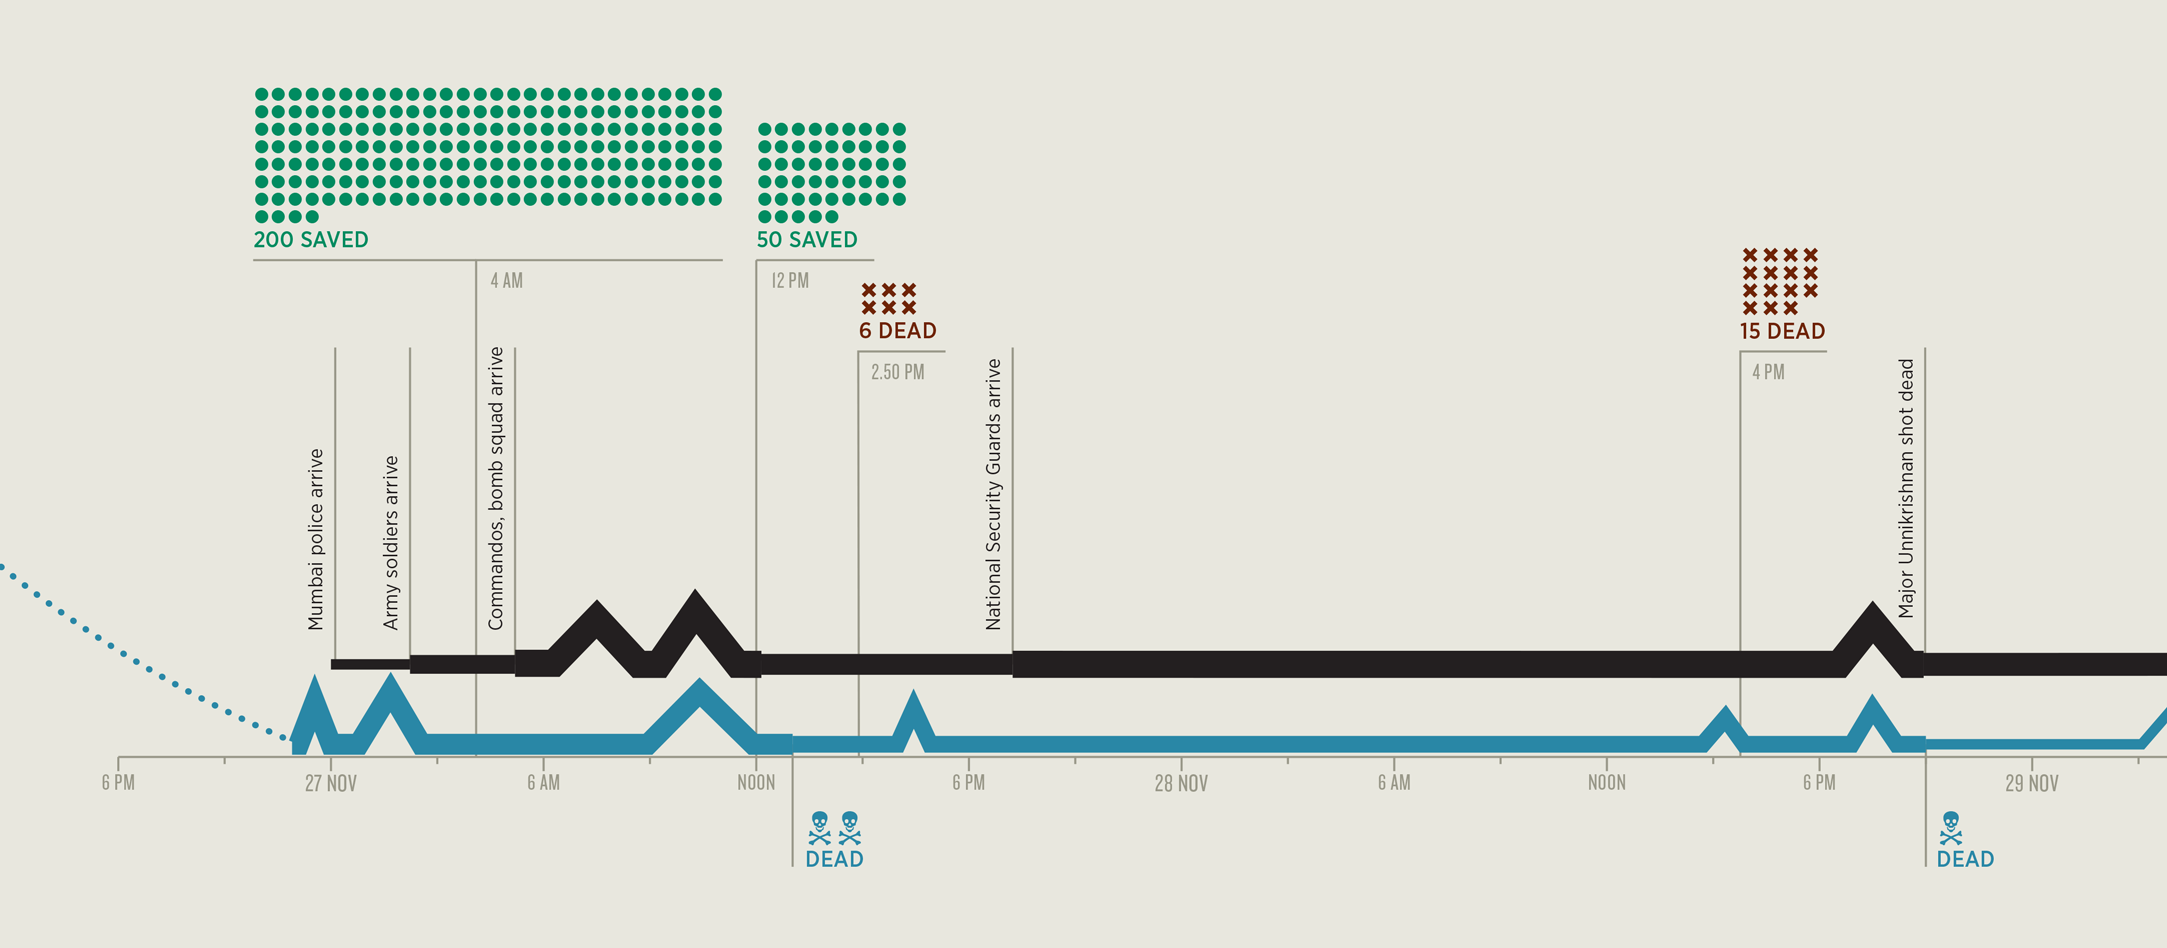 200 SAVED
4 AM
50 SAVED
12 PM
6 DEAD
2.50 PM
15 DEAD
4 PM
Mumbai police arrive
Army soldiers arrive
Commandos, bomb squad arrive
National Security Guards arrive
Major Unnikrishnan shot dead
6 PM
27 NOV
6 AM
NOON
6 PM
28 NOV
6 AM
NOON
6 PM
29 NOV
DEAD
DEAD